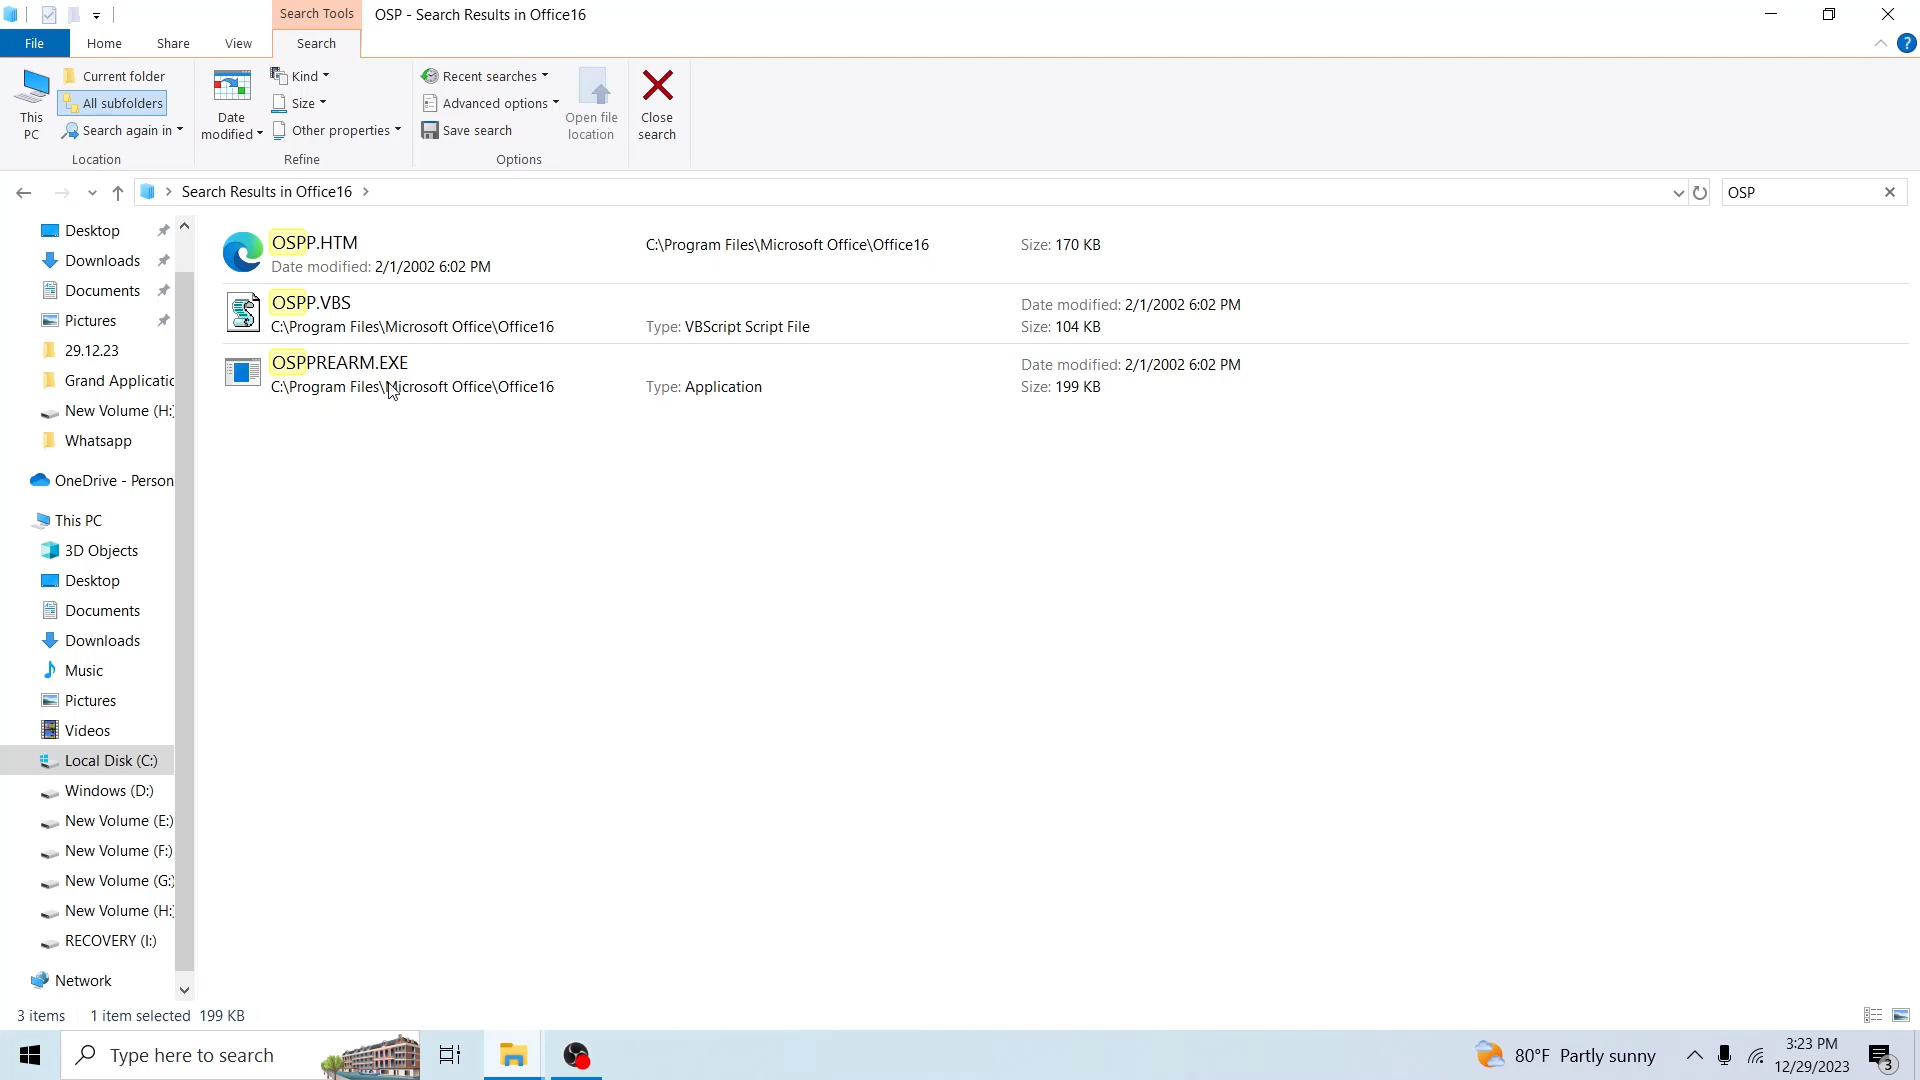 Search Tools
OSP - Search Results in Office16
File
Home
Share
View
Search
?
This PC
Current folder
All subfolders
Search again in
Location
Date modified
Kind
Size
Other properties
Refine
Recent searches
Advanced options
Save search
Options
Open file location
Close search
Search Results in Office16
OSP
Desktop
Downloads
Documents
Pictures
29.12.23
Grand Applicatic
New Volume (H:)
Whatsapp
OneDrive - Person
This PC
3D Objects
Desktop
Documents
Downloads
Music
Pictures
Videos
Local Disk (C:)
Windows (D:)
New Volume (E:)
New Volume (F:)
New Volume (G:)
New Volume (H:)
RECOVERY (I:)
Network
OSPP.HTM
C:\Program Files\Microsoft Office\Office16
Size: 170 KB
Date modified: 2/1/2002 6:02 PM
OSPP.VBS
Date modified: 2/1/2002 6:02 PM
C:\Program Files\Microsoft Office\Office16
Type: VBScript Script File
Size: 104 KB
OSPPREARM.EXE
Date modified: 2/1/2002 6:02 PM
C:\Program Files\Microsoft Office\Office16
Type: Application
Size: 199 KB
3 items
1 item selected 199 KB
Type here to search
80°F Partly sunny
3:23 PM
12/29/2023
3